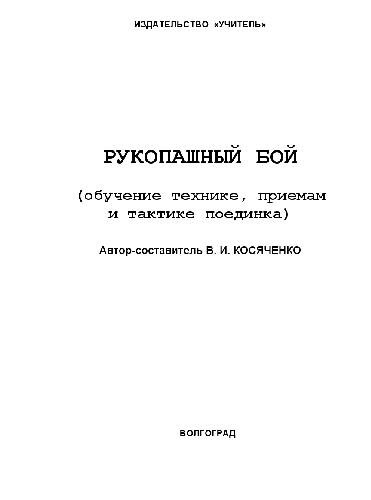 ИЗДАТЕЛЬСТВО «УЧИТЕЛЬ»
РУКОПАШНЫЙ БОЙ
(обучение технике, приемам
и тактике поединка)
Автор-составитель В. И. КОСЯЧЕНКО
ВОЛГОГРАД